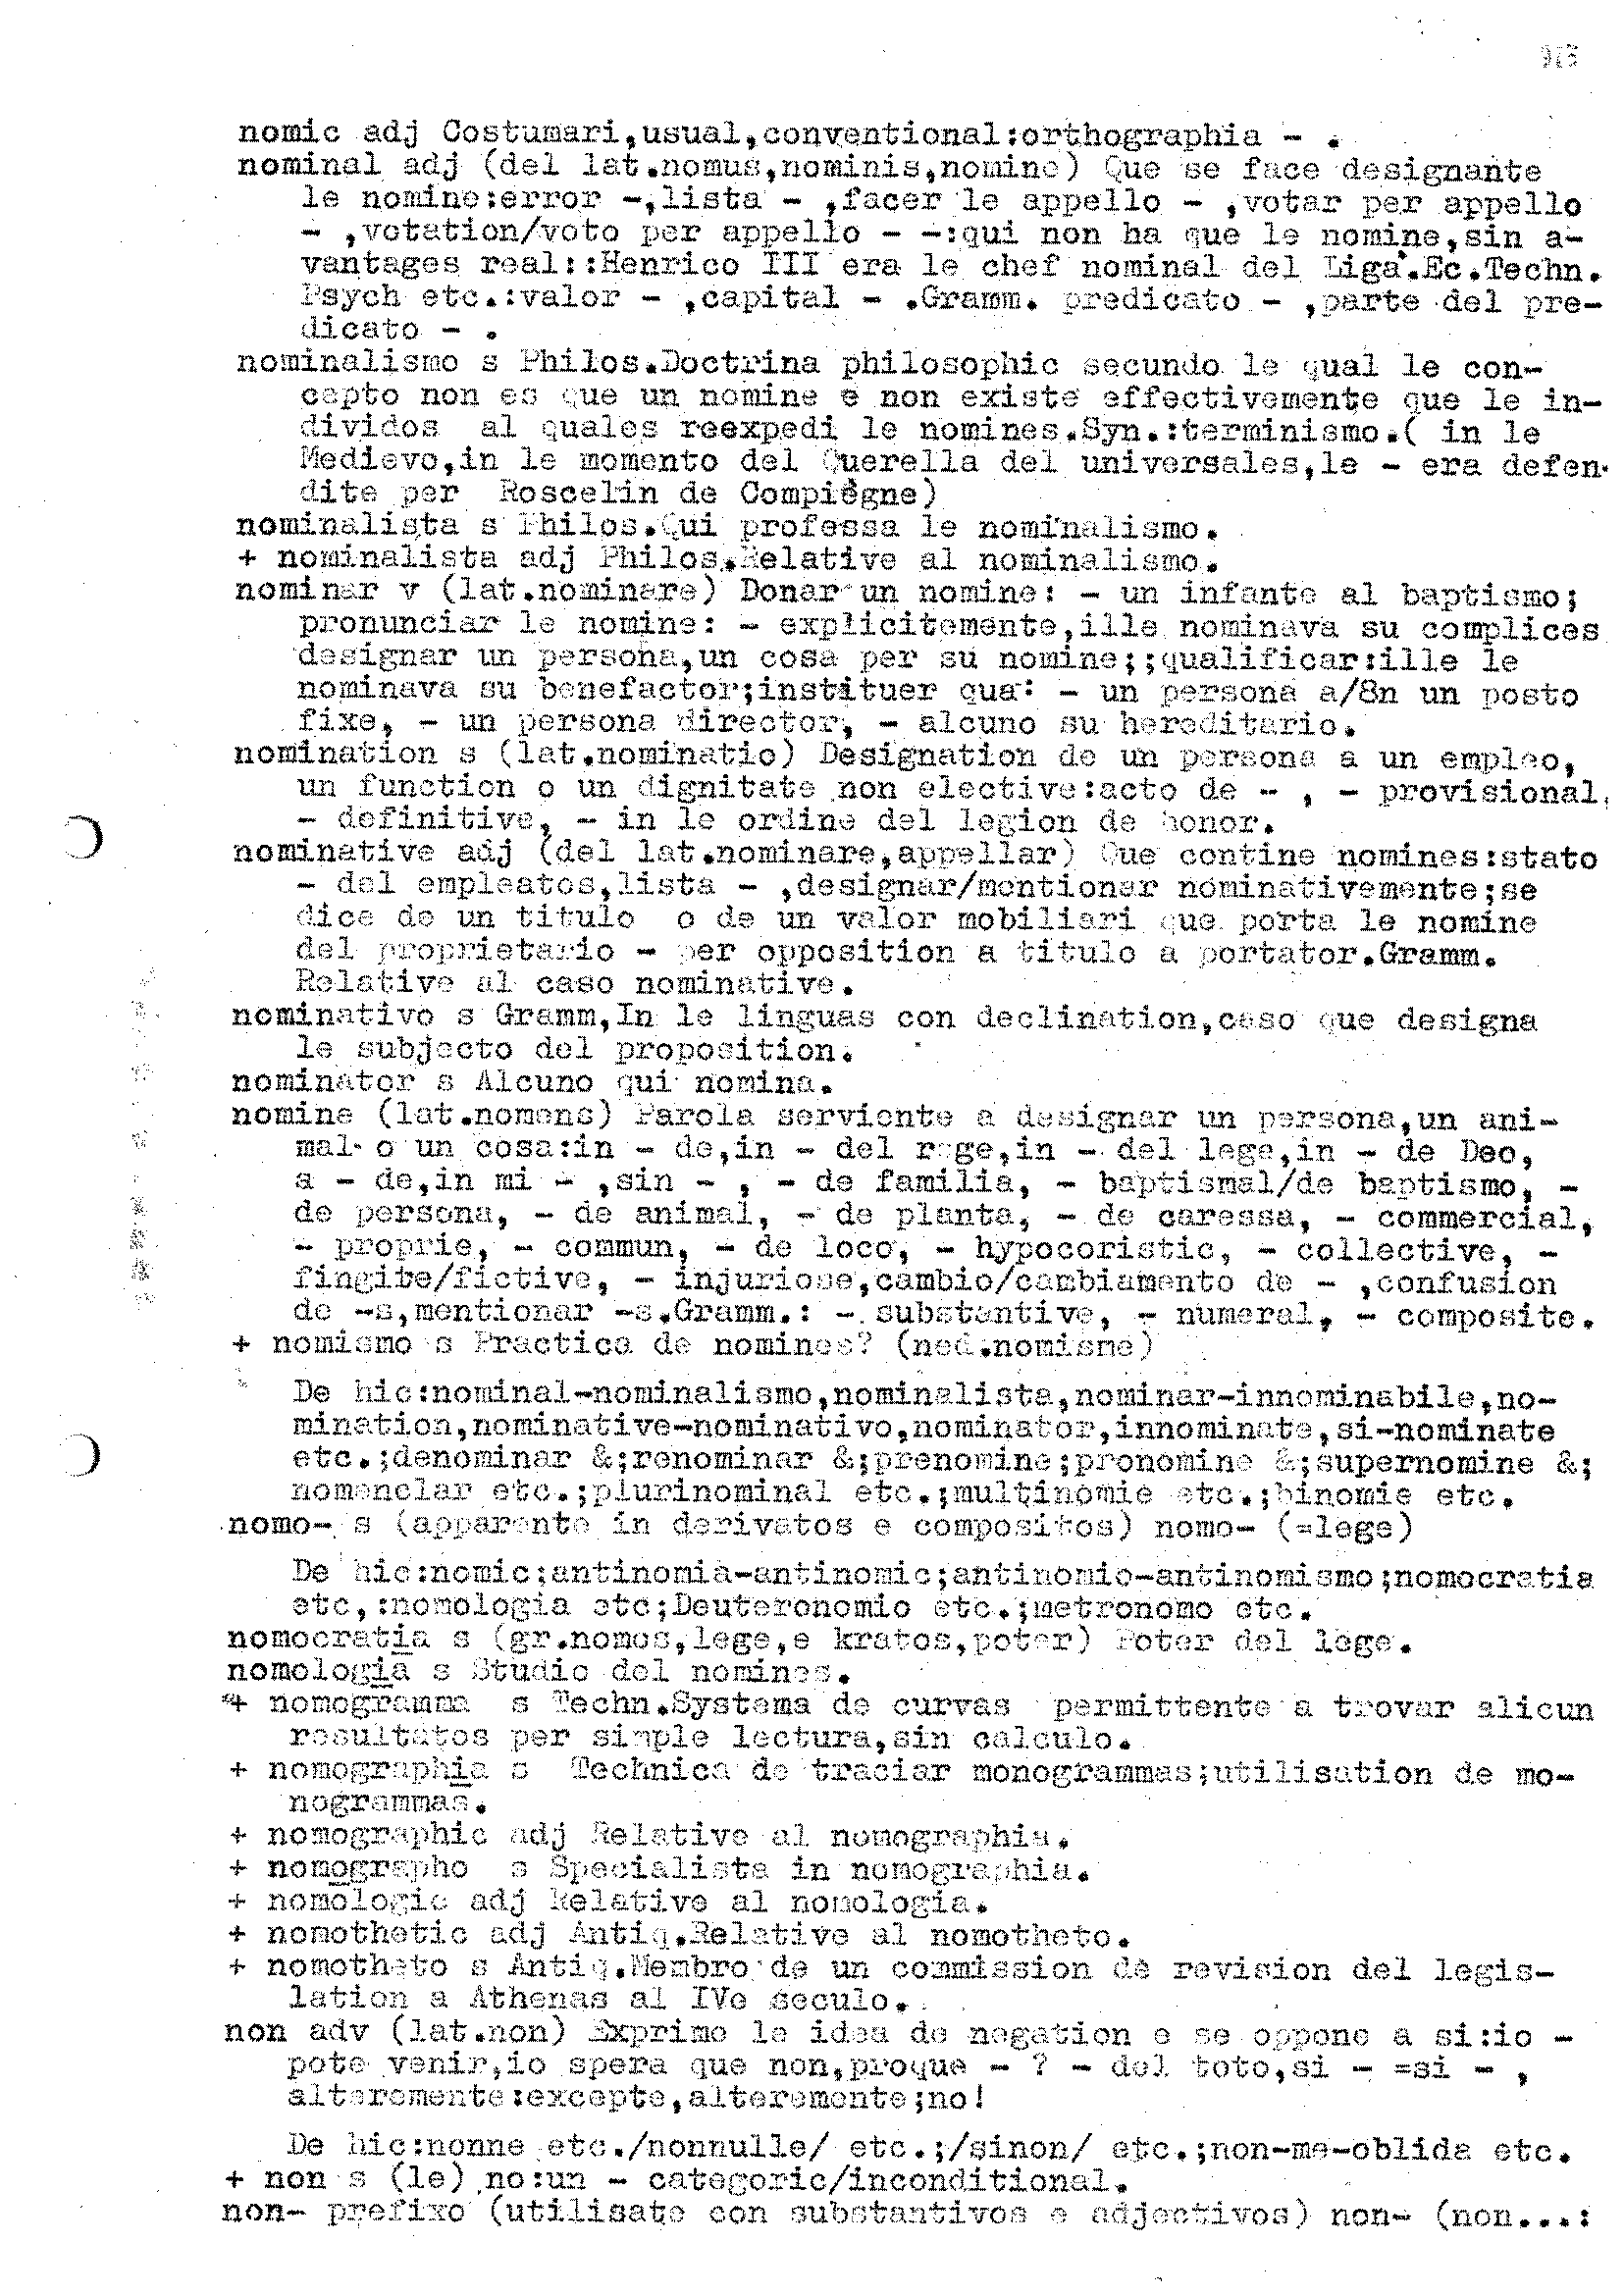 nomic adj Costumari,usual,conventional:orthographia - .
nominal adj (del lat.nomus,nominis,nomine) Que se face designante
le nomine:error -,lista - ,facer le appello - ,votar per appello
- ,votation/voto per appello - -:qui non ha que le nomine,sin a-
vantages real::Henrico III era le chef nominal del Liga.Ec.Techn.
Psych etc.:valor - ,capital - .Gramm. predicato - ,parte del pre-
dicato - .
nominalismo s Philos.Doctrina philosophic secundo le qual le con-
cepto non es que un nomine e non existe effectivemente que le in-
dividos al quales reexpedi le nomines.Syn.:terminismo.( in le
Medievo,in le momento del Querella del universales,le - era defen-
dite per Roscelin de Compiègne)
nominalista s Philos.Qui professa le nominalismo.
+ nominalista adj Philos.Relative al nominalismo.
nominar v (lat.nominare) Donar un nomine: - un infante al baptismo;
pronunciar le nomine: - explicitemente,ille nominava su complices
designar un persona,un cosa per su nomine;;qualificar:ille le
nominava su benefactor;instituer qua: - un persona a/8n un posto
fixe, - un persona director, - alcuno su hereditario.
nomination s (lat.nominatio) Designation de un persona a un empleo,
un function o un dignitate non elective:acto de - , - provisional,
- definitive, - in le ordine del legion de honor.
nominative adj (del lat.nominare,appellar) Que contine nomines:stato
- del empleatos,lista - ,designar/mentionar nominativemente;se
dice de un titulo o de un valor mobiliari que porta le nomine
del proprietario - per opposition a titulo a portator.Gramm.
Relative al caso nominative.
nominativo s Gramm,In le linguas con declination,caso que designa
le subjecto del proposition.
nominator s Alcuno qui nomina.
nomine (lat.nomens) Parola serviente a designar un persona,un ani-
mal o un cosa:in - de,in - del rege,in - del lege,in - de Deo,
a - de,in mi - ,sin - , - de familia, - baptismal/de baptismo, -
de persona, - de animal, - de planta, - de caressa, - commercial,
- proprie, - commun, - de loco, - hypocoristic, - collective, -
fingite/fictive, - injuriose,cambio/cambiamento de - ,confusion
de -s,mentionar -s.Gramm.: - substantive, - numeral, - composite.
+ nomismo s Practica de nomines? (ned.nomisme)
De hic:nominal-nominalismo,nominalista,nominar-innominabile,no-
mination,nominative-nominativo,nominator,innominate,si-nominate
etc.;denominar &;renominar &;prenomine;pronomine &;supernomine &;
nomenclar etc.;plurinominal etc.;multinomie etc.;binomie etc.
nomo- s (apparente in derivatos e compositos) nomo- (=lege)
De hic:nomic;antinomia-antinomic;antinomio-antinomismo;nomocratia
etc,:nomologia etc;Deuteronomio etc.;metronomo etc.
nomocratia s (gr.nomos,lege,e kratos,poter) Poter del lege.
nomologia s Studio del nomines.
+ nomogramma s Techn.Systema de curvas permittente a trovar alicun
resultatos per simple lectura,sin calculo.
+ nomographia s Technica de traciar monogrammas;utilisation de mo-
nogrammas.
+ nomographic adj Relative al nomographia.
+ nomographo s Specialista in nomographia.
+ nomologic adj Relative al nomologia.
+ nomothetic adj Antiq.Relative al nomotheto.
+ nomotheto s Antiq.Membro de un commission de revision del legis-
lation a Athenas al IVe seculo.
non adv (lat.non) Exprime le idea de negation e se oppone a si:io -
pote venir,io spera que non,proque - ? - del toto,si - =si - ,
alteremente:excepte,alteremente;no!
De hic:nonne etc./nonnulle/ etc.;/sinon/ etc.;non-me-oblida etc.
+ non s (le) no:un - categoric/inconditional.
non- prefixo (utilisate con substantivos e adjectivos) non- (non...: